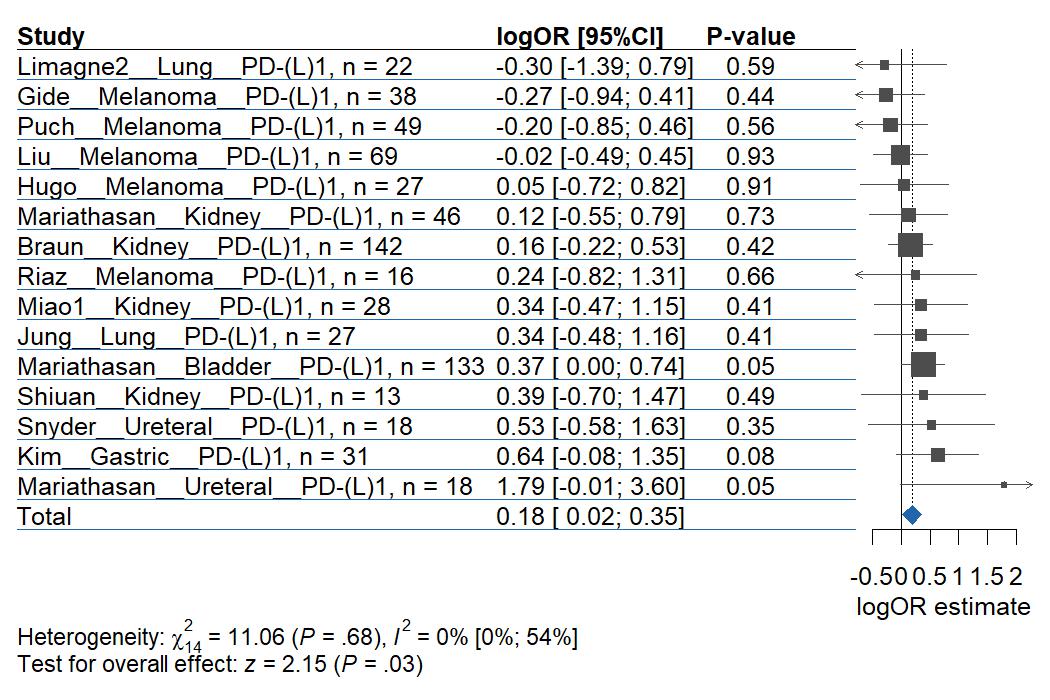 Study logOR [95%CI] P-value
Limagne2__Lung__PD-(L)1, n = 22 -0.30 [-1.39; 0.79] 0.59
Gide__Melanoma__PD-(L)1, n = 38 -0.27 [-0.94; 0.41] 0.44
Puch__Melanoma__PD-(L)1, n = 49 -0.20 [-0.85; 0.46] 0.56
Liu__Melanoma__PD-(L)1, n = 69 -0.02 [-0.49; 0.45] 0.93
Hugo__Melanoma__PD-(L)1, n = 27 0.05 [-0.72; 0.82] 0.91
Mariathasan__Kidney__PD-(L)1, n = 46 0.12 [-0.55; 0.79] 0.73
Braun__Kidney__PD-(L)1, n = 142 0.16 [-0.22; 0.53] 0.42
Riaz__Melanoma__PD-(L)1, n = 16 0.24 [-0.82; 1.31] 0.66
Miao1__Kidney__PD-(L)1, n = 28 0.34 [-0.47; 1.15] 0.41
Jung__Lung__PD-(L)1, n = 27 0.34 [-0.48; 1.16] 0.41
Mariathasan__Bladder__PD-(L)1, n = 133 0.37 [ 0.00; 0.74] 0.05
Shiuan__Kidney__PD-(L)1, n = 13 0.39 [-0.70; 1.47] 0.49
Snyder__Ureteral__PD-(L)1, n = 18 0.53 [-0.58; 1.63] 0.35
Kim__Gastric__PD-(L)1, n = 31 0.64 [-0.08; 1.35] 0.08
Mariathasan__Ureteral__PD-(L)1, n = 18 1.79 [-0.01; 3.60] 0.05
Total 0.18 [ 0.02; 0.35]
-0.5 0 0.5 1 1.5 2
logOR estimate
Heterogeneity: χ²₁₄ = 11.06 (P = .68), I² = 0% [0%; 54%]
Test for overall effect: z = 2.15 (P = .03)